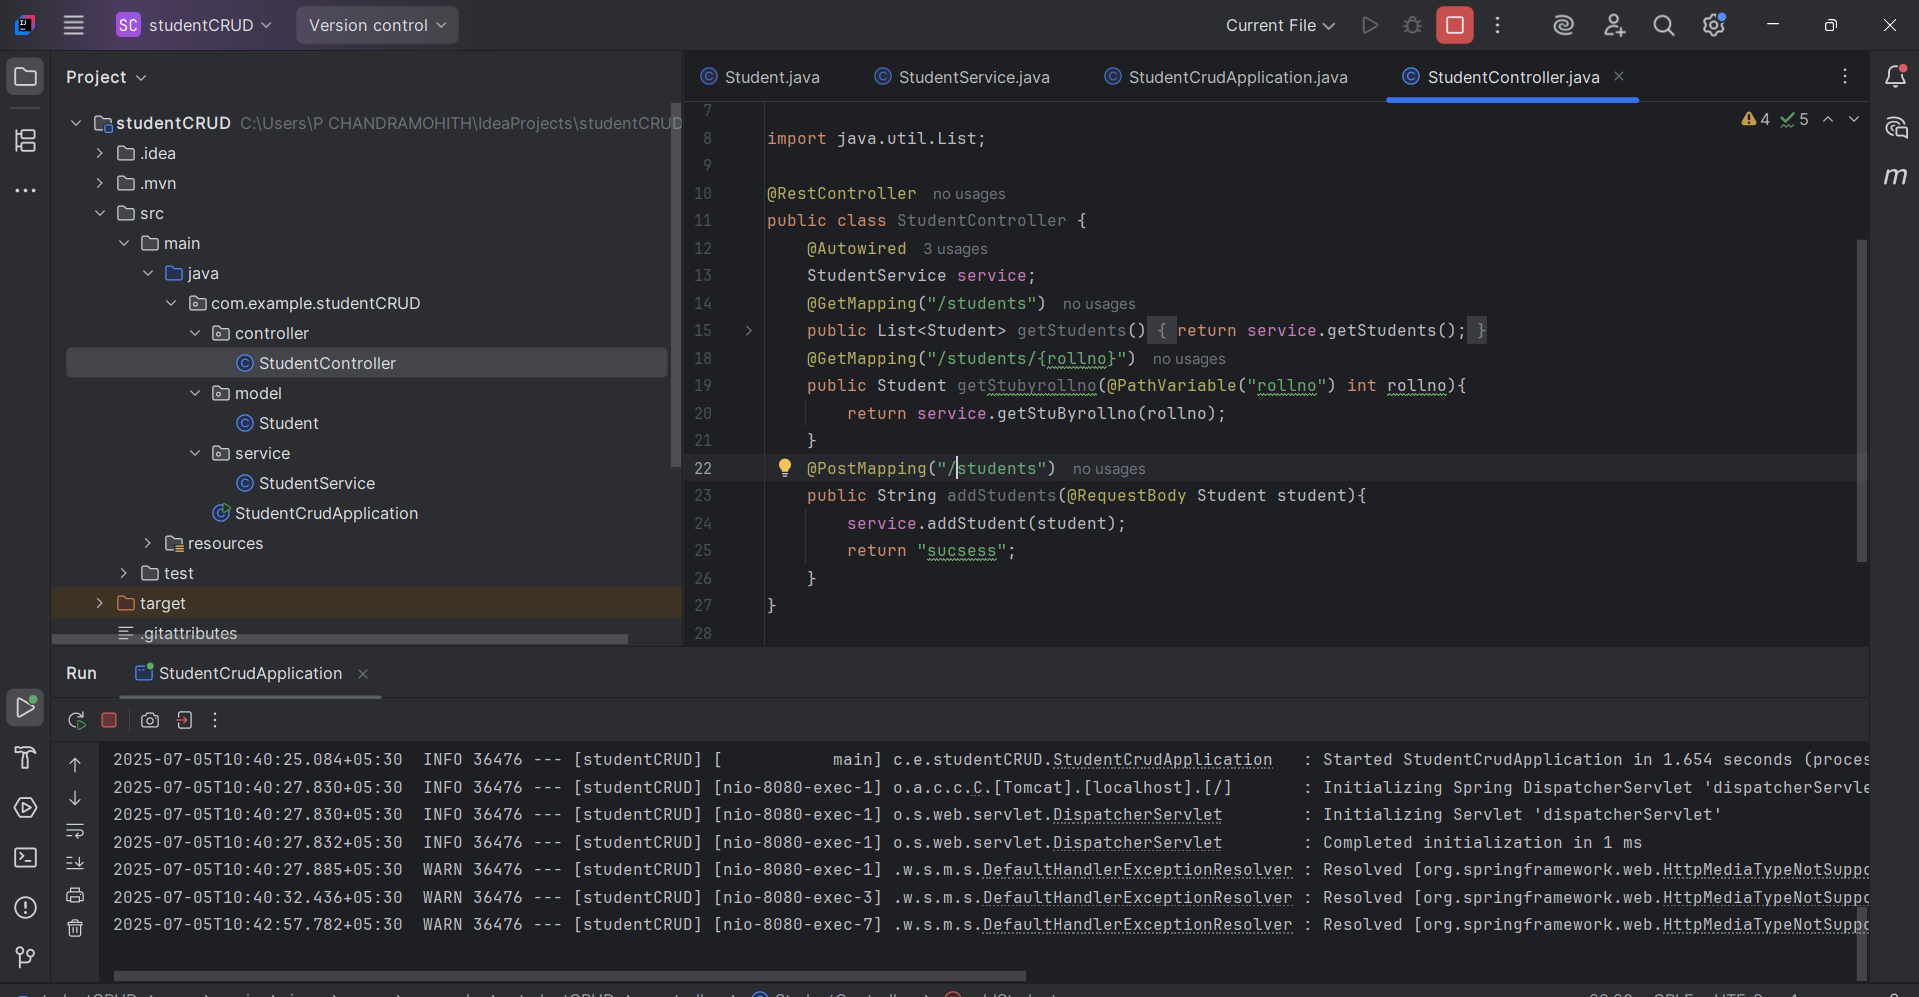 SC studentCRUD Version control Current File
Project
studentCRUD C:\Users\P CHANDRAMOHITH\IdeaProjects\studentCRUD
.idea
.mvn
src
main
java
com.example.studentCRUD
controller
StudentController
model
Student
service
StudentService
StudentCrudApplication
resources
test
target
.gitattributes
Student.java StudentService.java StudentCrudApplication.java StudentController.java
4 5
7
8 import java.util.List;
9
10 @RestController no usages
11 public class StudentController {
12 @Autowired 3 usages
13 StudentService service;
14 @GetMapping("/students") no usages
15 public List<Student> getStudents() { return service.getStudents(); }
18 @GetMapping("/students/{rollno}") no usages
19 public Student getStubyrollno(@PathVariable("rollno") int rollno){
20 return service.getStuByrollno(rollno);
21 }
22 @PostMapping("/students") no usages
23 public String addStudents(@RequestBody Student student){
24 service.addStudent(student);
25 return "sucsess";
26 }
27 }
28
m
Run StudentCrudApplication
2025-07-05T10:40:25.084+05:30 INFO 36476 --- [studentCRUD] [ main] c.e.studentCRUD.StudentCrudApplication : Started StudentCrudApplication in 1.654 seconds (proces
2025-07-05T10:40:27.830+05:30 INFO 36476 --- [studentCRUD] [nio-8080-exec-1] o.a.c.c.C.[Tomcat].[localhost].[/] : Initializing Spring DispatcherServlet 'dispatcherServle
2025-07-05T10:40:27.830+05:30 INFO 36476 --- [studentCRUD] [nio-8080-exec-1] o.s.web.servlet.DispatcherServlet : Initializing Servlet 'dispatcherServlet'
2025-07-05T10:40:27.832+05:30 INFO 36476 --- [studentCRUD] [nio-8080-exec-1] o.s.web.servlet.DispatcherServlet : Completed initialization in 1 ms
2025-07-05T10:40:27.885+05:30 WARN 36476 --- [studentCRUD] [nio-8080-exec-1] .w.s.m.s.DefaultHandlerExceptionResolver : Resolved [org.springframework.web.HttpMediaTypeNotSuppo
2025-07-05T10:40:32.436+05:30 WARN 36476 --- [studentCRUD] [nio-8080-exec-3] .w.s.m.s.DefaultHandlerExceptionResolver : Resolved [org.springframework.web.HttpMediaTypeNotSuppo
2025-07-05T10:42:57.782+05:30 WARN 36476 --- [studentCRUD] [nio-8080-exec-7] .w.s.m.s.DefaultHandlerExceptionResolver : Resolved [org.springframework.web.HttpMediaTypeNotSuppo